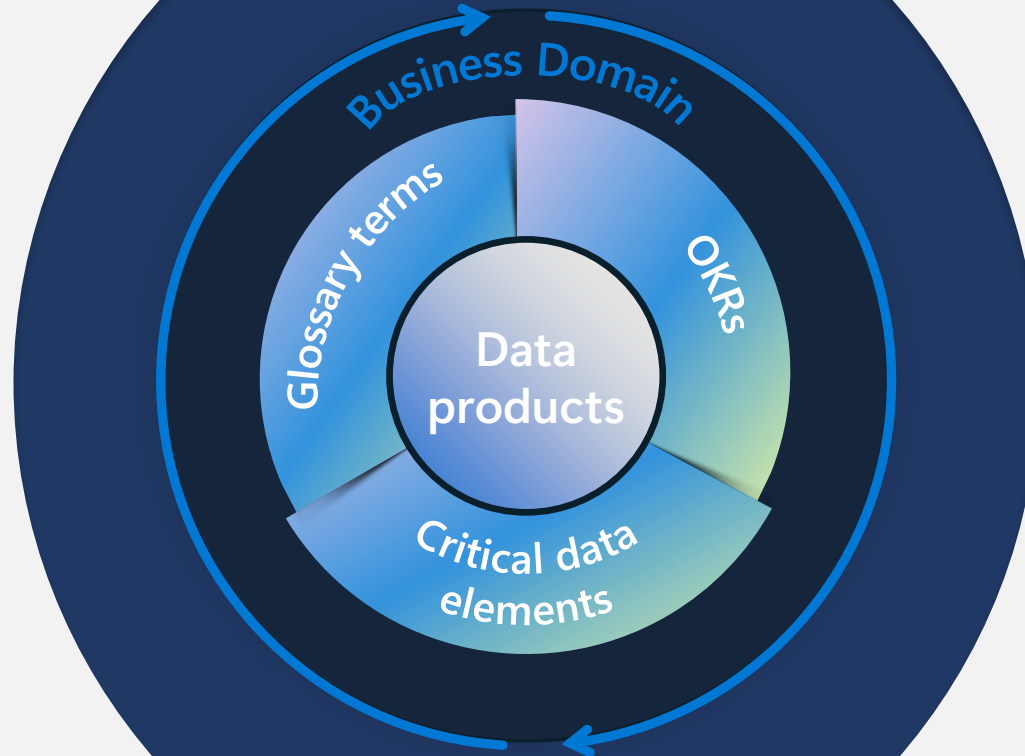 Business Domain
Glossary terms
OKRs
Data
products
Critical data
elements